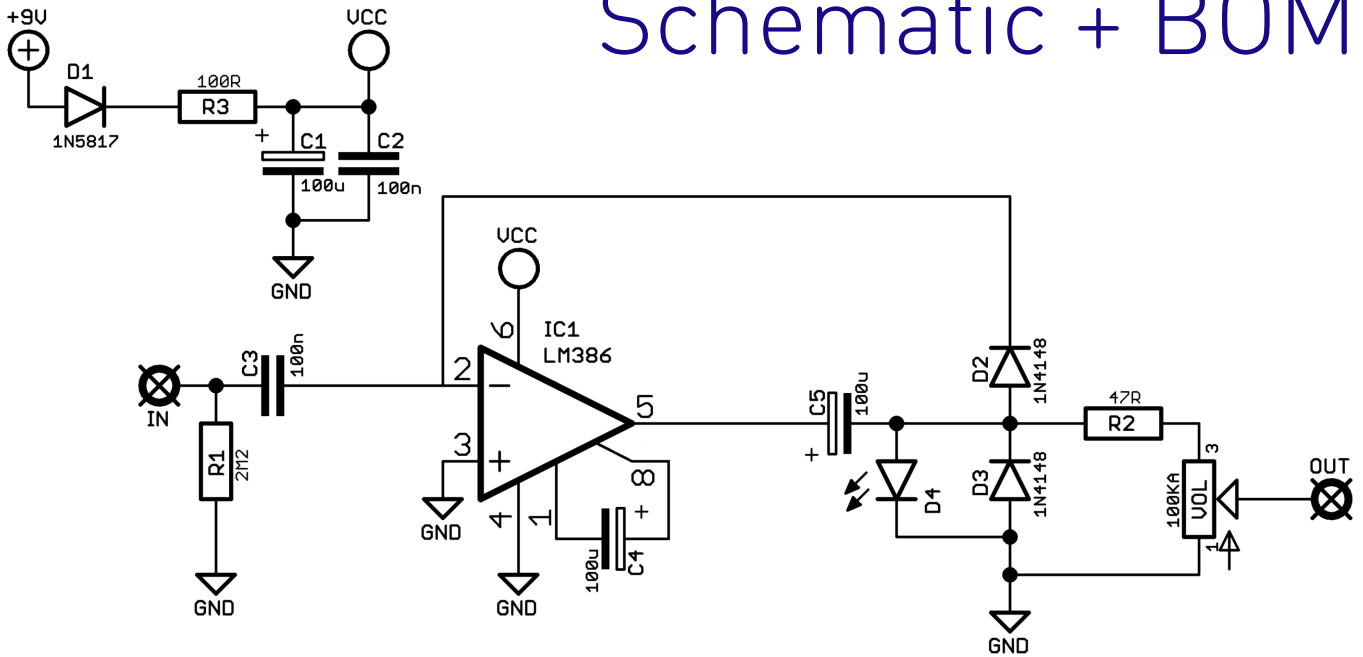 Schematic + BOM
+9V
VCC
D1
1N5817
100R
R3
+
C1
100u
C2
100n
GND
VCC
IC1
LM386
6
2
3
4
1
5
8
IN
C3
100n
R1
2M2
GND
GND
GND
+
C4
100u
C5
100u
+
D4
D2
1N4148
D3
1N4148
47R
R2
3
100KA
VOL
1
OUT
GND